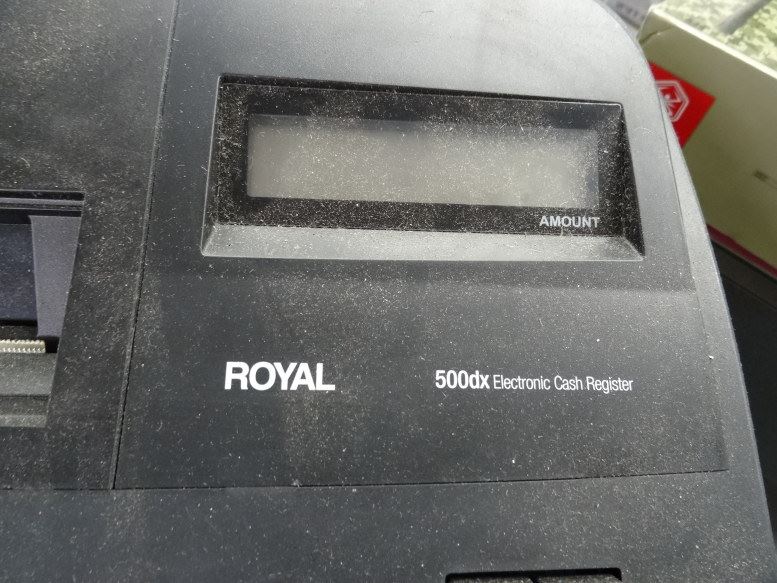 AMOUNT
ROYAL
500dx Electronic Cash Register